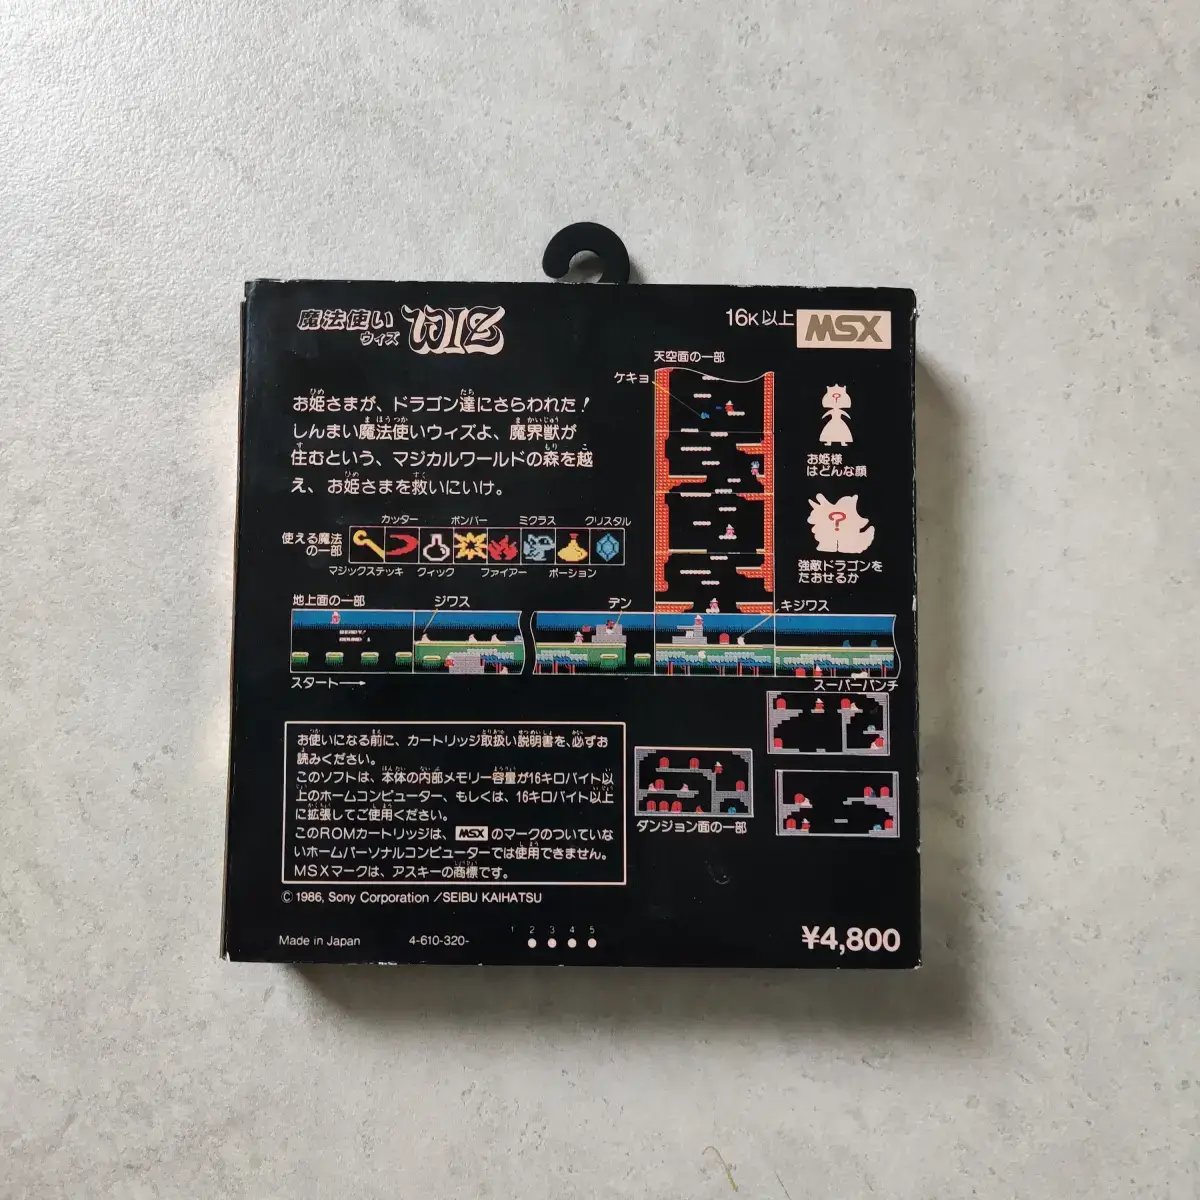 魔法使い
ウィズ
WIZ
16K以上 MSX
お姫さまが、ドラゴン達にさらわれた!
しんまい魔法使いウィズよ、魔界獣が
住むという、マジカルワールドの森を越
え、お姫さまを救いにいけ。
使える魔法
の一部
カッター ボンバー ミクラス クリスタル
マジックステッキ クィック ファイアー ポーション
天空面の一部
ケキョ
お姫様
はどんな顔
強敵ドラゴンを
たおせるか
地上面の一部 ジワス テン キジワス
スタート→
スーパーパンチ
ダンジョン面の一部
お使いになる前に、カートリッジ取扱い説明書を、必ずお
読みください。
このソフトは、本体の内部メモリー容量が16キロバイト以
上のホームコンピューター、もしくは、16キロバイト以上
に拡張してご使用ください。
このROMカートリッジは、MSXのマークのついていな
いホームパーソナルコンピューターでは使用できません。
MSXマークは、アスキーの商標です。
© 1986, Sony Corporation /SEIBU KAIHATSU
Made in Japan 4-610-320- 1 2 3 4 5
¥4,800